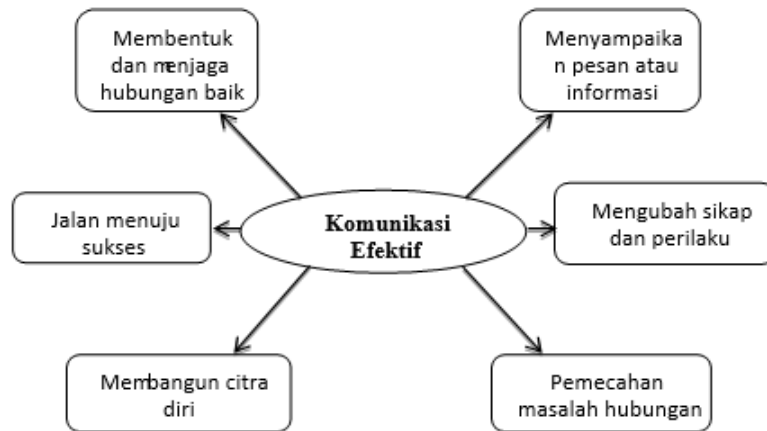 Membentuk
dan menjaga
hubungan baik
Menyampaika
n pesan atau
informasi
Jalan menuju
sukses
Komunikasi
Efektif
Mengubah sikap
dan perilaku
Membangun citra
diri
Pemecahan
masalah hubungan